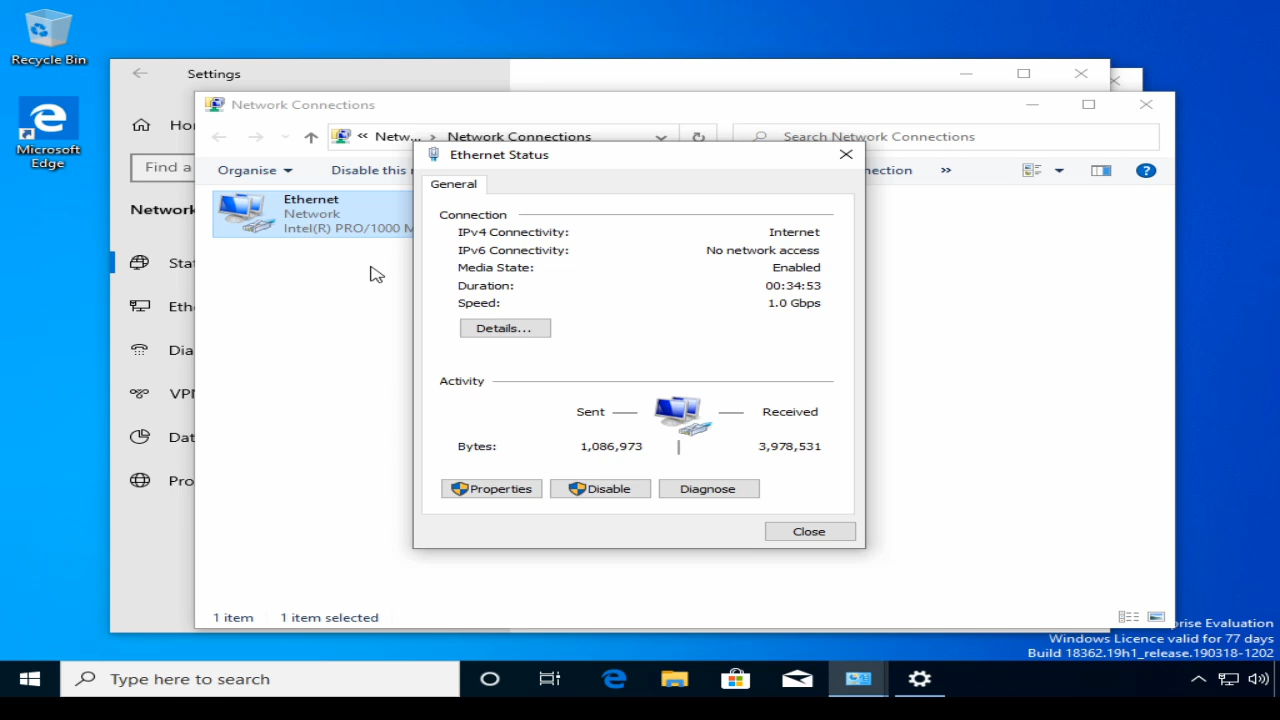 Recycle Bin
Microsoft
Edge
Settings
Network Connections
Find a
Network
« Netw... › Network Connections
Search Network Connections
Organise
Disable this
»
Ethernet
Network
Intel(R) PRO/1000 M
Ethernet Status
General
Connection
IPv4 Connectivity: Internet
IPv6 Connectivity: No network access
Media State: Enabled
Duration: 00:34:53
Speed: 1.0 Gbps
Details...
Activity
Sent Received
Bytes: 1,086,973 3,978,531
Properties Disable Diagnose
Close
1 item 1 item selected
Evaluation
Windows Licence valid for 77 days
Build 18362.19h1_release.190318-1202
Type here to search